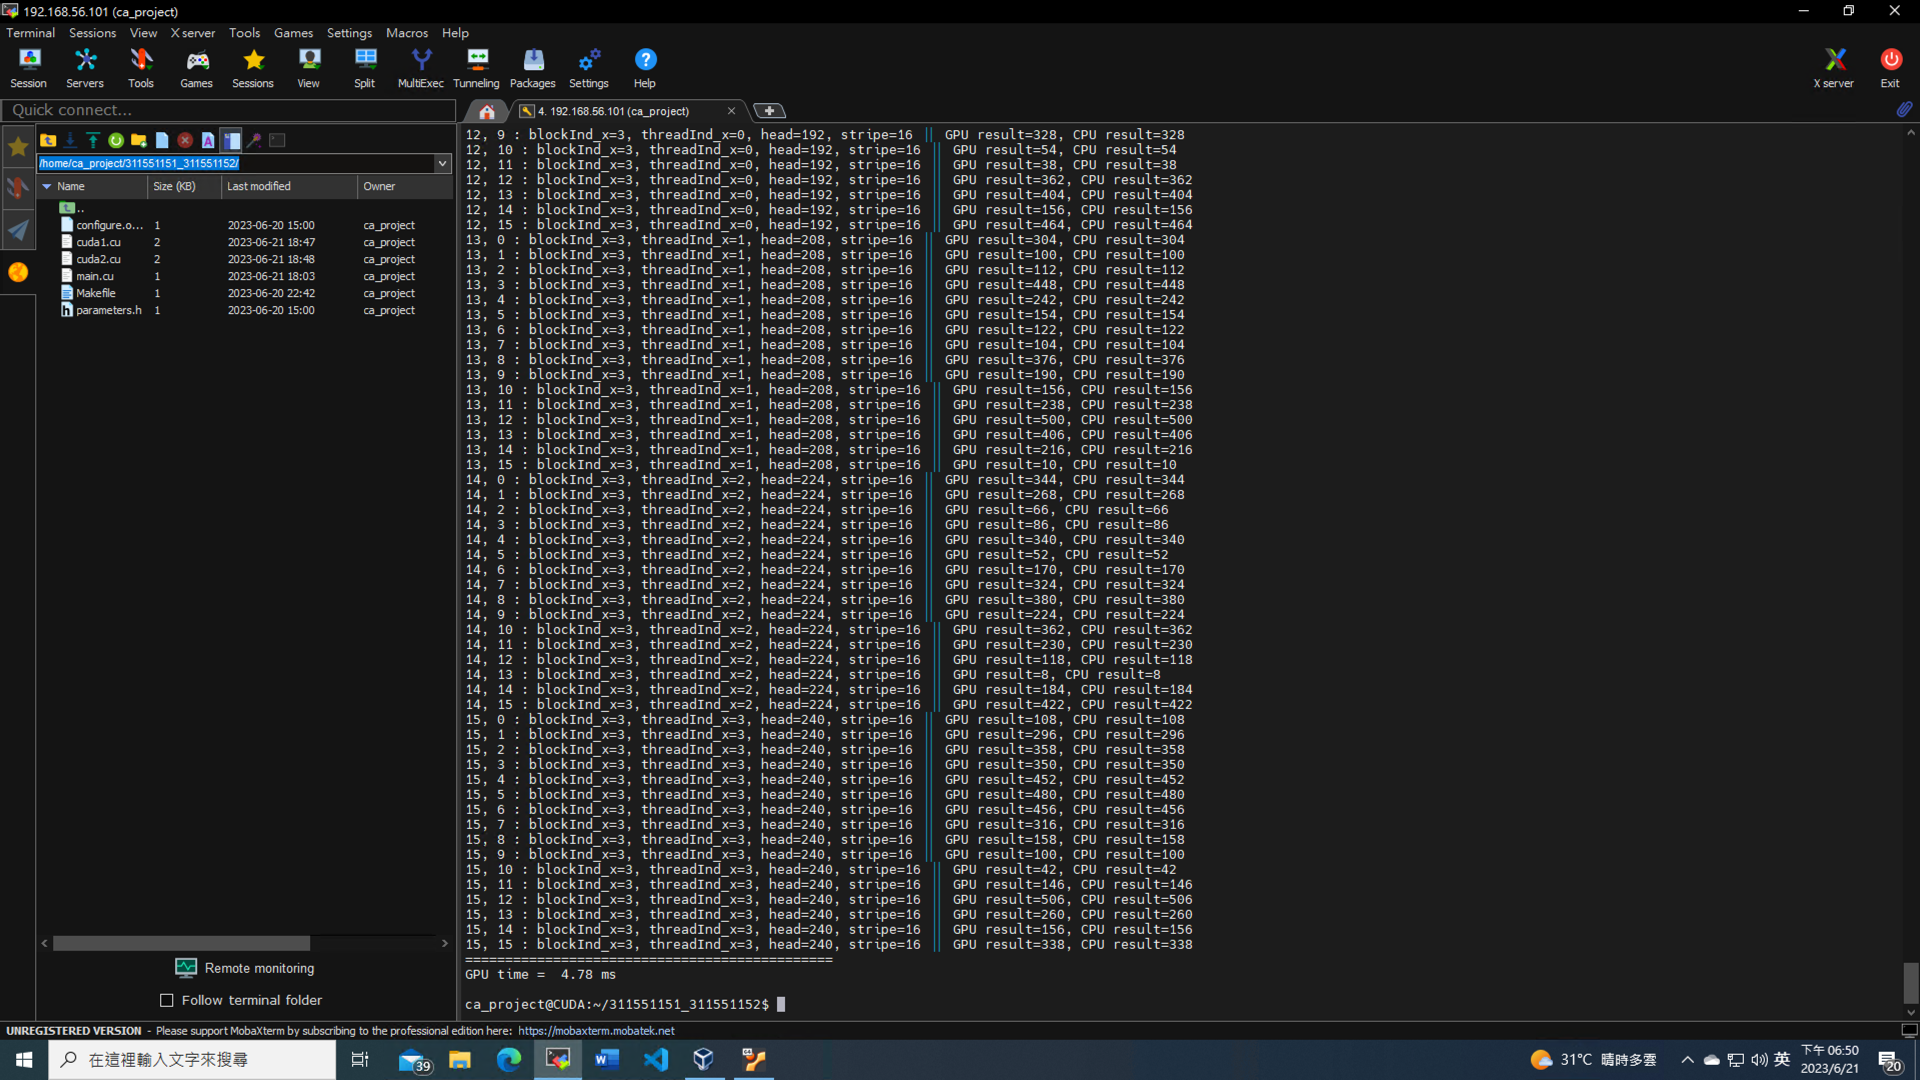 192.168.56.101 (ca_project)
Terminal Sessions View X server Tools Games Settings Macros Help
Session Servers Tools Games Sessions View Split MultiExec Tunneling Packages Settings Help X server Exit
Quick connect...
4. 192.168.56.101 (ca_project)
/home/ca_project/311551151_311551152/
Name Size (KB) Last modified Owner
..
configure.o... 1 2023-06-20 15:00 ca_project
cuda1.cu 2 2023-06-21 18:47 ca_project
cuda2.cu 2 2023-06-21 18:48 ca_project
main.cu 1 2023-06-21 18:03 ca_project
Makefile 1 2023-06-20 22:42 ca_project
parameters.h 1 2023-06-20 15:00 ca_project
12, 9 : blockInd_x=3, threadInd_x=0, head=192, stripe=16 || GPU result=328, CPU result=328
12, 10 : blockInd_x=3, threadInd_x=0, head=192, stripe=16 || GPU result=54, CPU result=54
12, 11 : blockInd_x=3, threadInd_x=0, head=192, stripe=16 || GPU result=38, CPU result=38
12, 12 : blockInd_x=3, threadInd_x=0, head=192, stripe=16 || GPU result=362, CPU result=362
12, 13 : blockInd_x=3, threadInd_x=0, head=192, stripe=16 || GPU result=404, CPU result=404
12, 14 : blockInd_x=3, threadInd_x=0, head=192, stripe=16 || GPU result=156, CPU result=156
12, 15 : blockInd_x=3, threadInd_x=0, head=192, stripe=16 || GPU result=464, CPU result=464
13, 0 : blockInd_x=3, threadInd_x=1, head=208, stripe=16 || GPU result=304, CPU result=304
13, 1 : blockInd_x=3, threadInd_x=1, head=208, stripe=16 || GPU result=100, CPU result=100
13, 2 : blockInd_x=3, threadInd_x=1, head=208, stripe=16 || GPU result=112, CPU result=112
13, 3 : blockInd_x=3, threadInd_x=1, head=208, stripe=16 || GPU result=448, CPU result=448
13, 4 : blockInd_x=3, threadInd_x=1, head=208, stripe=16 || GPU result=242, CPU result=242
13, 5 : blockInd_x=3, threadInd_x=1, head=208, stripe=16 || GPU result=154, CPU result=154
13, 6 : blockInd_x=3, threadInd_x=1, head=208, stripe=16 || GPU result=122, CPU result=122
13, 7 : blockInd_x=3, threadInd_x=1, head=208, stripe=16 || GPU result=104, CPU result=104
13, 8 : blockInd_x=3, threadInd_x=1, head=208, stripe=16 || GPU result=376, CPU result=376
13, 9 : blockInd_x=3, threadInd_x=1, head=208, stripe=16 || GPU result=190, CPU result=190
13, 10 : blockInd_x=3, threadInd_x=1, head=208, stripe=16 || GPU result=156, CPU result=156
13, 11 : blockInd_x=3, threadInd_x=1, head=208, stripe=16 || GPU result=238, CPU result=238
13, 12 : blockInd_x=3, threadInd_x=1, head=208, stripe=16 || GPU result=500, CPU result=500
13, 13 : blockInd_x=3, threadInd_x=1, head=208, stripe=16 || GPU result=406, CPU result=406
13, 14 : blockInd_x=3, threadInd_x=1, head=208, stripe=16 || GPU result=216, CPU result=216
13, 15 : blockInd_x=3, threadInd_x=1, head=208, stripe=16 || GPU result=10, CPU result=10
14, 0 : blockInd_x=3, threadInd_x=2, head=224, stripe=16 || GPU result=344, CPU result=344
14, 1 : blockInd_x=3, threadInd_x=2, head=224, stripe=16 || GPU result=268, CPU result=268
14, 2 : blockInd_x=3, threadInd_x=2, head=224, stripe=16 || GPU result=66, CPU result=66
14, 3 : blockInd_x=3, threadInd_x=2, head=224, stripe=16 || GPU result=86, CPU result=86
14, 4 : blockInd_x=3, threadInd_x=2, head=224, stripe=16 || GPU result=340, CPU result=340
14, 5 : blockInd_x=3, threadInd_x=2, head=224, stripe=16 || GPU result=52, CPU result=52
14, 6 : blockInd_x=3, threadInd_x=2, head=224, stripe=16 || GPU result=170, CPU result=170
14, 7 : blockInd_x=3, threadInd_x=2, head=224, stripe=16 || GPU result=324, CPU result=324
14, 8 : blockInd_x=3, threadInd_x=2, head=224, stripe=16 || GPU result=380, CPU result=380
14, 9 : blockInd_x=3, threadInd_x=2, head=224, stripe=16 || GPU result=224, CPU result=224
14, 10 : blockInd_x=3, threadInd_x=2, head=224, stripe=16 || GPU result=362, CPU result=362
14, 11 : blockInd_x=3, threadInd_x=2, head=224, stripe=16 || GPU result=230, CPU result=230
14, 12 : blockInd_x=3, threadInd_x=2, head=224, stripe=16 || GPU result=118, CPU result=118
14, 13 : blockInd_x=3, threadInd_x=2, head=224, stripe=16 || GPU result=8, CPU result=8
14, 14 : blockInd_x=3, threadInd_x=2, head=224, stripe=16 || GPU result=184, CPU result=184
14, 15 : blockInd_x=3, threadInd_x=2, head=224, stripe=16 || GPU result=422, CPU result=422
15, 0 : blockInd_x=3, threadInd_x=3, head=240, stripe=16 || GPU result=108, CPU result=108
15, 1 : blockInd_x=3, threadInd_x=3, head=240, stripe=16 || GPU result=296, CPU result=296
15, 2 : blockInd_x=3, threadInd_x=3, head=240, stripe=16 || GPU result=358, CPU result=358
15, 3 : blockInd_x=3, threadInd_x=3, head=240, stripe=16 || GPU result=350, CPU result=350
15, 4 : blockInd_x=3, threadInd_x=3, head=240, stripe=16 || GPU result=452, CPU result=452
15, 5 : blockInd_x=3, threadInd_x=3, head=240, stripe=16 || GPU result=480, CPU result=480
15, 6 : blockInd_x=3, threadInd_x=3, head=240, stripe=16 || GPU result=456, CPU result=456
15, 7 : blockInd_x=3, threadInd_x=3, head=240, stripe=16 || GPU result=316, CPU result=316
15, 8 : blockInd_x=3, threadInd_x=3, head=240, stripe=16 || GPU result=158, CPU result=158
15, 9 : blockInd_x=3, threadInd_x=3, head=240, stripe=16 || GPU result=100, CPU result=100
15, 10 : blockInd_x=3, threadInd_x=3, head=240, stripe=16 || GPU result=42, CPU result=42
15, 11 : blockInd_x=3, threadInd_x=3, head=240, stripe=16 || GPU result=146, CPU result=146
15, 12 : blockInd_x=3, threadInd_x=3, head=240, stripe=16 || GPU result=506, CPU result=506
15, 13 : blockInd_x=3, threadInd_x=3, head=240, stripe=16 || GPU result=260, CPU result=260
15, 14 : blockInd_x=3, threadInd_x=3, head=240, stripe=16 || GPU result=156, CPU result=156
15, 15 : blockInd_x=3, threadInd_x=3, head=240, stripe=16 || GPU result=338, CPU result=338
==============================================
GPU time = 4.78 ms
ca_project@CUDA:~/311551151_311551152$
Remote monitoring
Follow terminal folder
UNREGISTERED VERSION - Please support MobaXterm by subscribing to the professional edition here: https://mobaxterm.mobatek.net
在這裡輸入文字來搜尋
39
31°C 晴時多雲
英
下午 06:50
2023/6/21
20